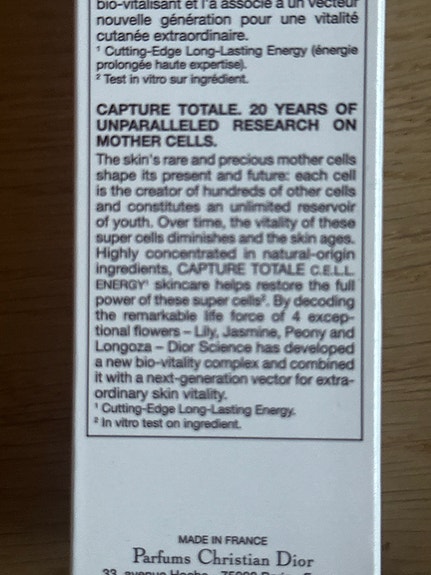 bio-vitalisant et l'a associé à un vecteur
nouvelle génération pour une vitalité
cutanée extraordinaire.
¹ Cutting-Edge Long-Lasting Energy (énergie
prolongée haute expertise).
² Test in vitro sur ingrédient.
CAPTURE TOTALE. 20 YEARS OF
UNPARALLELED RESEARCH ON
MOTHER CELLS.
The skin's rare and precious mother cells
shape its present and future: each cell
is the creator of hundreds of other cells
and constitutes an unlimited reservoir
of youth. Over time, the vitality of these
super cells diminishes and the skin ages.
Highly concentrated in natural-origin
ingredients, CAPTURE TOTALE C.E.L.L.
ENERGY¹ skincare helps restore the full
power of these super cells². By decoding
the remarkable life force of 4 excep-
tional flowers – Lily, Jasmine, Peony and
Longoza – Dior Science has developed
a new bio-vitality complex and combined
it with a next-generation vector for extra-
ordinary skin vitality.
¹ Cutting-Edge Long-Lasting Energy.
² In vitro test on ingredient.
MADE IN FRANCE
Parfums Christian Dior
33, avenue Hoche